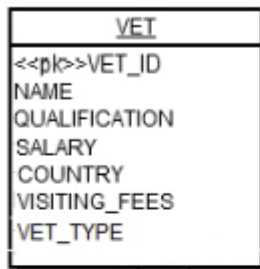 VET
<<pk>>VET_ID
NAME
QUALIFICATION
SALARY
COUNTRY
VISITING_FEES
VET_TYPE